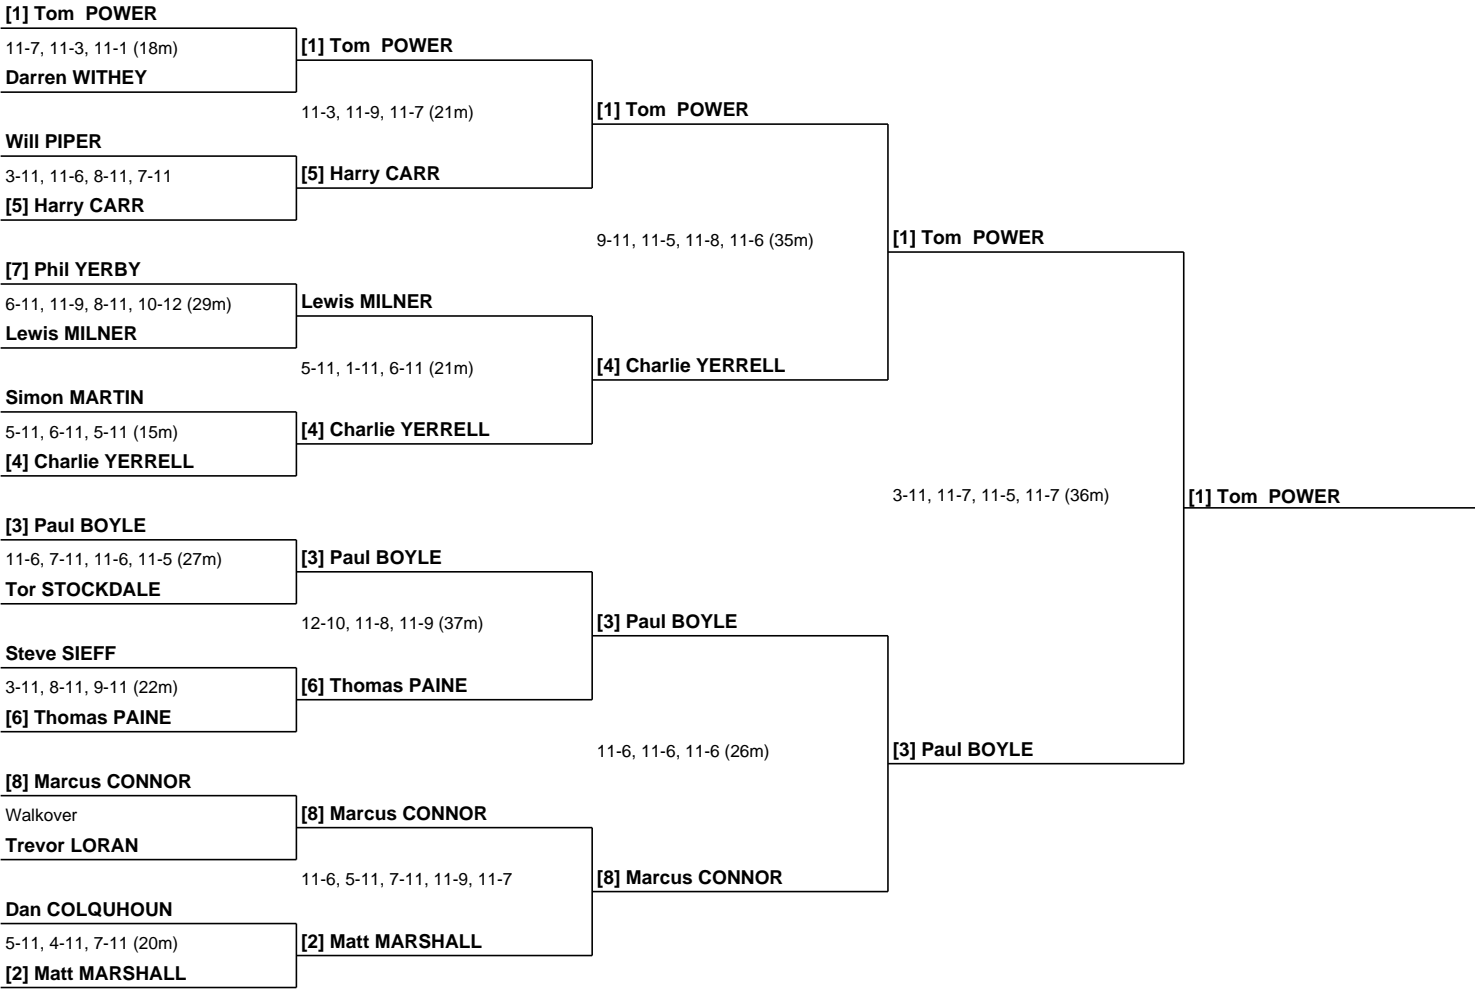 [1] Tom  POWER
11-7, 11-3, 11-1 (18m)
Darren WITHEY
Will PIPER
3-11, 11-6, 8-11, 7-11
[5] Harry CARR
[7] Phil YERBY
6-11, 11-9, 8-11, 10-12 (29m)
Lewis MILNER
Simon MARTIN
5-11, 6-11, 5-11 (15m)
[4] Charlie YERRELL
[3] Paul BOYLE
11-6, 7-11, 11-6, 11-5 (27m)
Tor STOCKDALE
Steve SIEFF
3-11, 8-11, 9-11 (22m)
[6] Thomas PAINE
[8] Marcus CONNOR
Walkover
Trevor LORAN
Dan COLQUHOUN
5-11, 4-11, 7-11 (20m)
[2] Matt MARSHALL
[1] Tom  POWER
11-3, 11-9, 11-7 (21m)
[5] Harry CARR
Lewis MILNER
5-11, 1-11, 6-11 (21m)
[4] Charlie YERRELL
[3] Paul BOYLE
12-10, 11-8, 11-9 (37m)
[6] Thomas PAINE
[8] Marcus CONNOR
11-6, 5-11, 7-11, 11-9, 11-7
[2] Matt MARSHALL
[1] Tom  POWER
9-11, 11-5, 11-8, 11-6 (35m)
[4] Charlie YERRELL
[3] Paul BOYLE
11-6, 11-6, 11-6 (26m)
[8] Marcus CONNOR
[1] Tom  POWER
3-11, 11-7, 11-5, 11-7 (36m)
[3] Paul BOYLE
[1] Tom  POWER